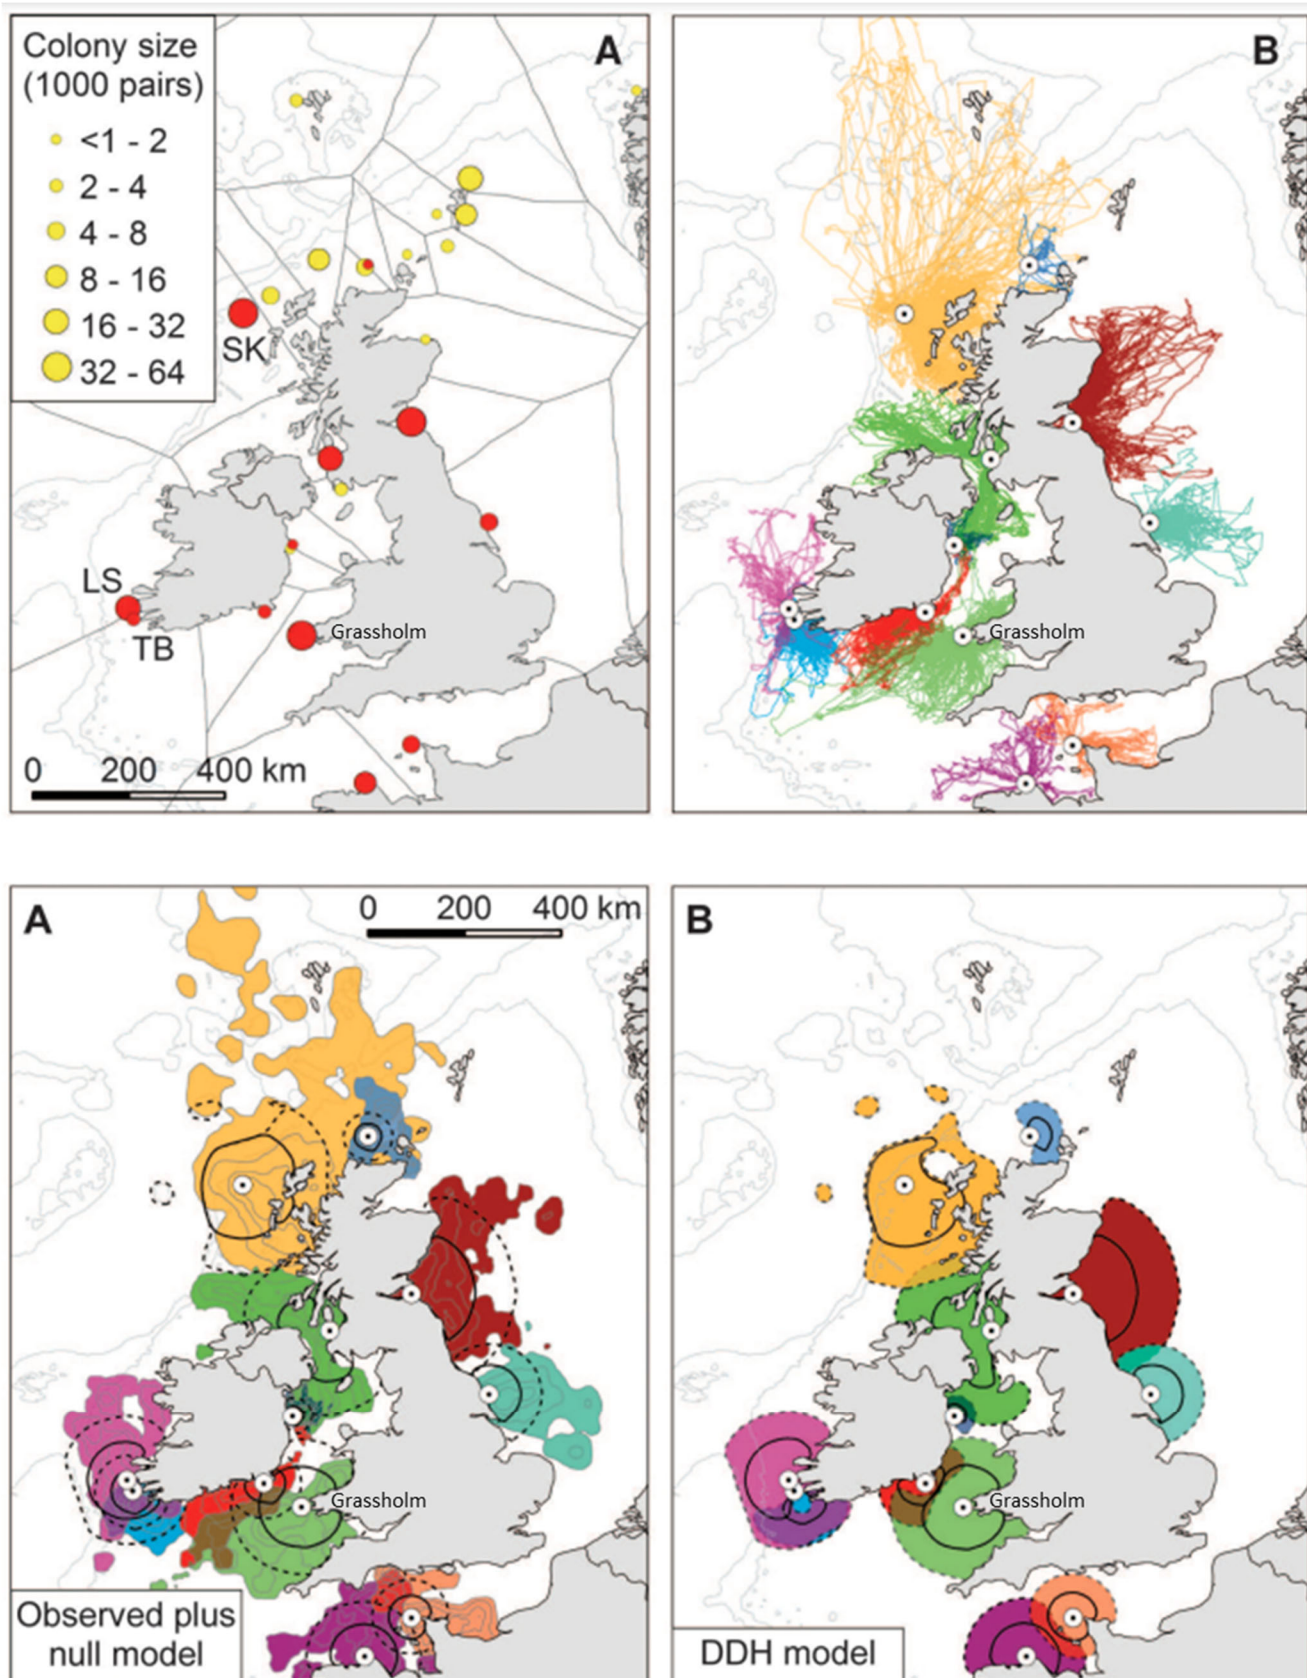 Colony size
(1000 pairs)
<1 - 2
2 - 4
4 - 8
8 - 16
16 - 32
32 - 64
A
SK
LS
TB
Grassholm
0 200 400 km
B
Grassholm
A
0 200 400 km
Grassholm
Observed plus
null model
B
Grassholm
DDH model